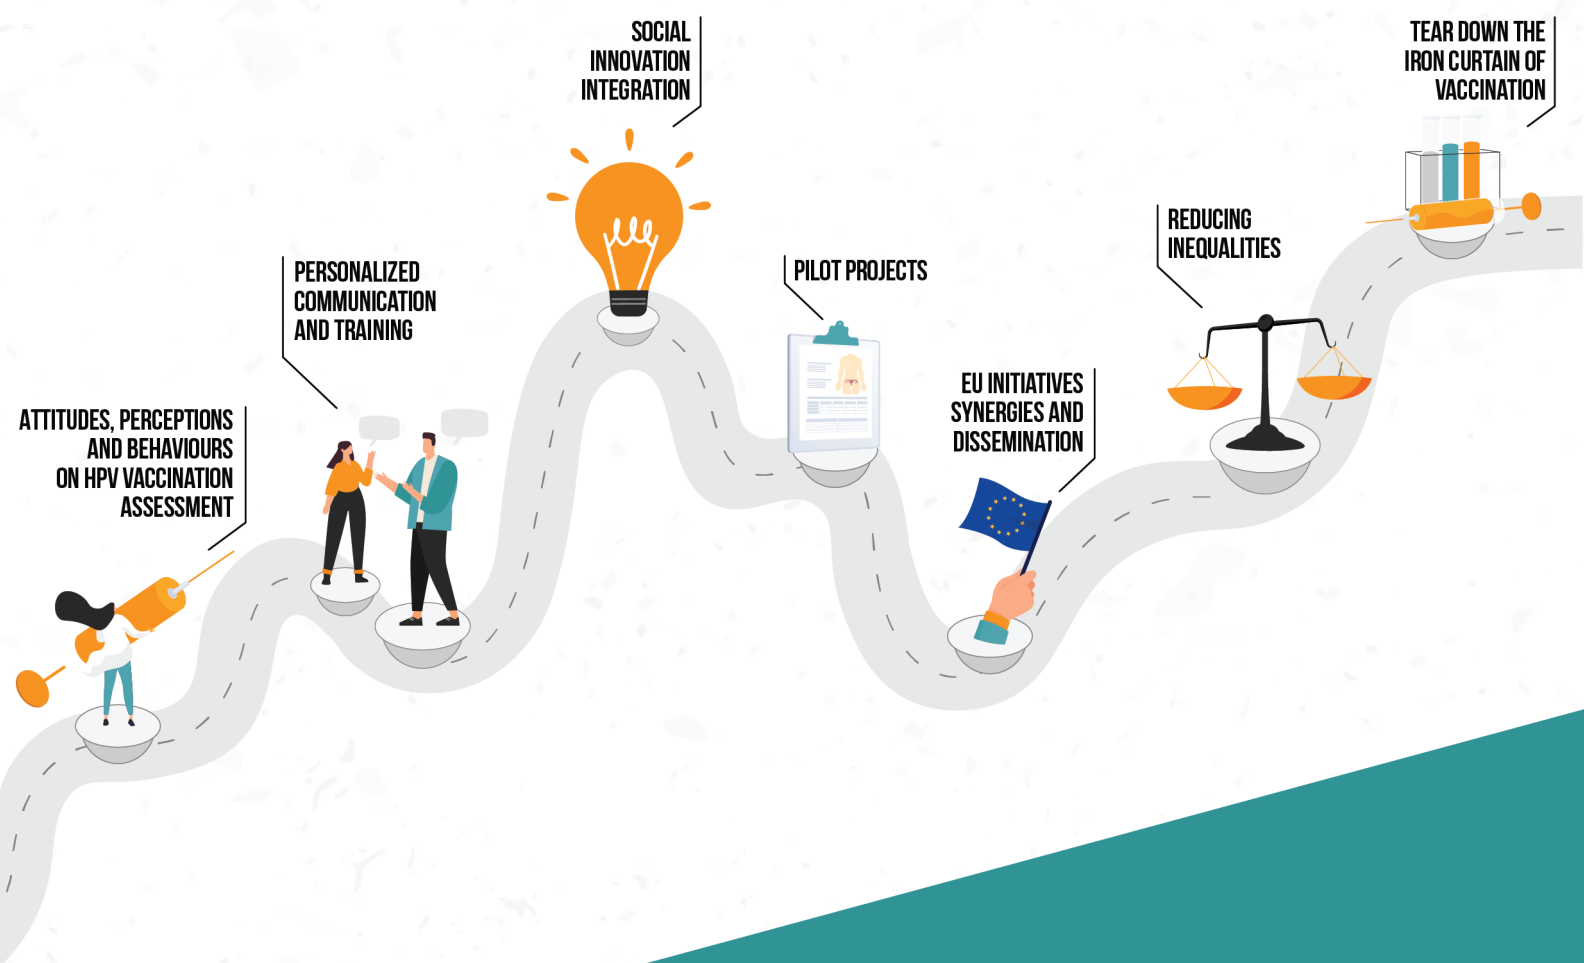 ATTITUDES, PERCEPTIONS
AND BEHAVIOURS
ON HPV VACCINATION
ASSESSMENT
PERSONALIZED
COMMUNICATION
AND TRAINING
SOCIAL
INNOVATION
INTEGRATION
PILOT PROJECTS
EU INITIATIVES
SYNERGIES AND
DISSEMINATION
REDUCING
INEQUALITIES
TEAR DOWN THE
IRON CURTAIN OF
VACCINATION